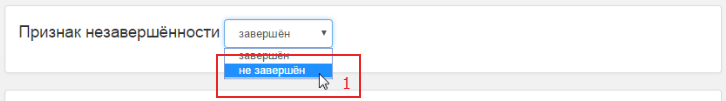 Признак незавершённости завершён
завершён
не завершён
1